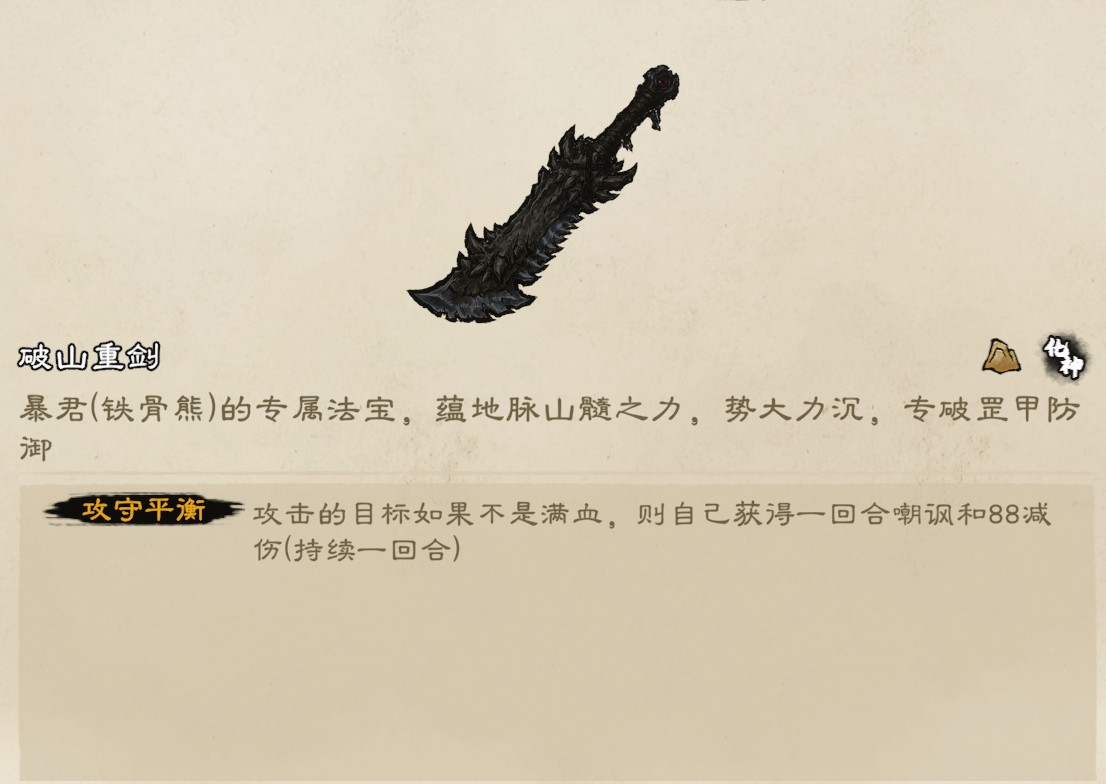 破山重剑
化神
暴君(铁骨熊)的专属法宝，蕴地脉山髓之力，势大力沉，专破罡甲防
御
攻守平衡
攻击的目标如果不是满血，则自己获得一回合嘲讽和88减
伤(持续一回合)